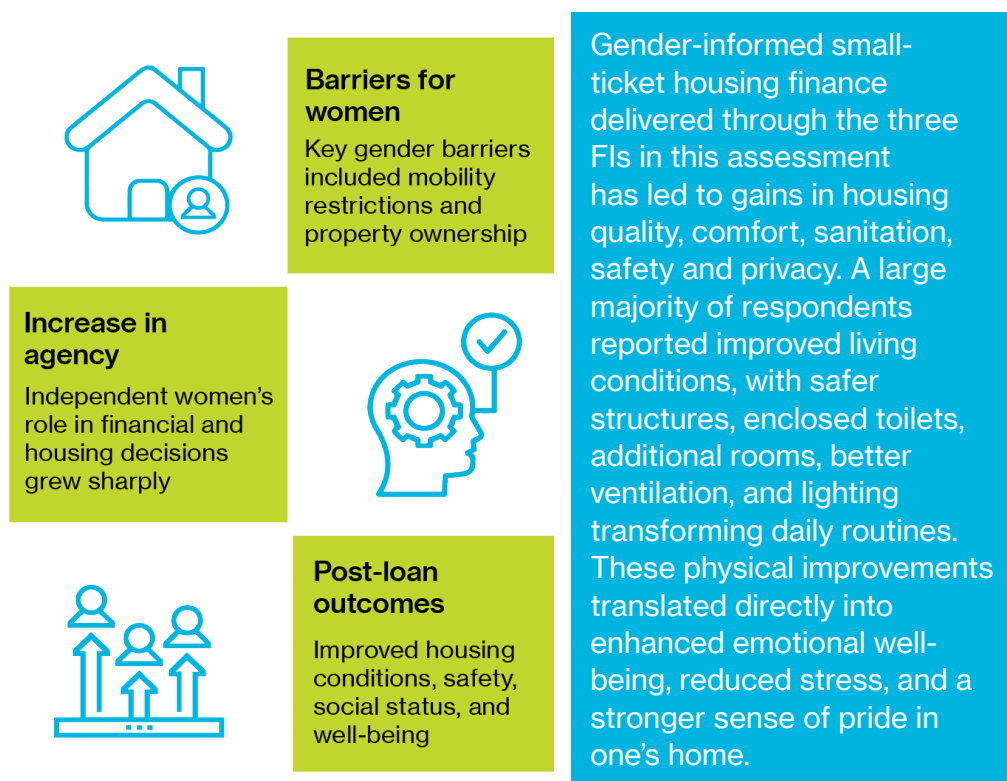 Barriers for
women
Key gender barriers
included mobility
restrictions and
property ownership
Increase in
agency
Independent women's
role in financial and
housing decisions
grew sharply
Post-loan
outcomes
Improved housing
conditions, safety,
social status, and
well-being
Gender-informed small-
ticket housing finance
delivered through the three
FIs in this assessment
has led to gains in housing
quality, comfort, sanitation,
safety and privacy. A large
majority of respondents
reported improved living
conditions, with safer
structures, enclosed toilets,
additional rooms, better
ventilation, and lighting
transforming daily routines.
These physical improvements
translated directly into
enhanced emotional well-
being, reduced stress, and a
stronger sense of pride in
one's home.